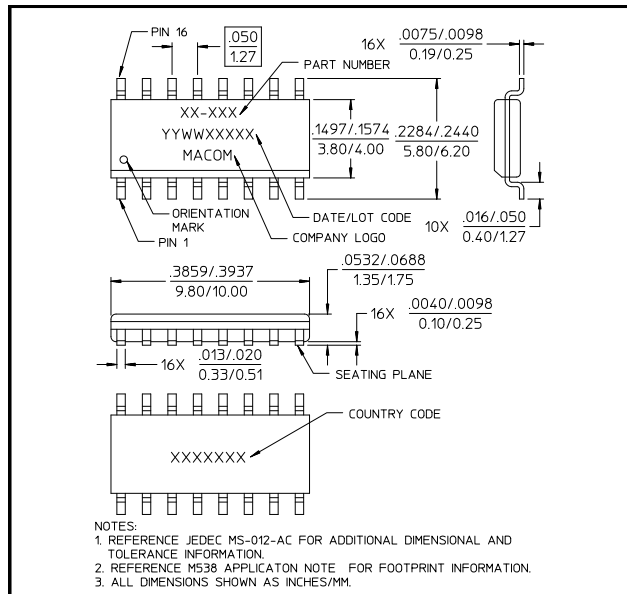 PIN 16
.050
1.27
16X .0075/.0098
0.19/0.25
PART NUMBER
XX-XXX
YYWWXXXXX
MACOM
.1497/.1574
3.80/4.00
.2284/.2440
5.80/6.20
ORIENTATION
MARK
PIN 1
DATE/LOT CODE
COMPANY LOGO
10X .016/.050
0.40/1.27
.3859/.3937
9.80/10.00
.0532/.0688
1.35/1.75
16X .0040/.0098
0.10/0.25
16X .013/.020
0.33/0.51
SEATING PLANE
COUNTRY CODE
XXXXXXX
NOTES:
1. REFERENCE JEDEC MS-012-AC FOR ADDITIONAL DIMENSIONAL AND
TOLERANCE INFORMATION.
2. REFERENCE M538 APPLICATON NOTE FOR FOOTPRINT INFORMATION.
3. ALL DIMENSIONS SHOWN AS INCHES/MM.